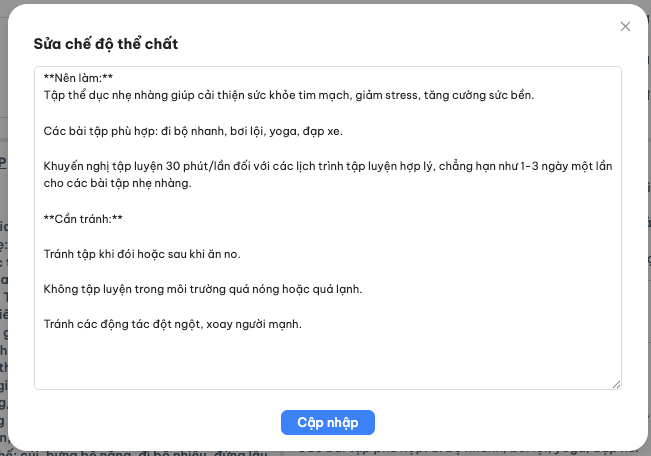 Sửa chế độ thể chất
**Nên làm:**
Tập thể dục nhẹ nhàng giúp cải thiện sức khỏe tim mạch, giảm stress, tăng cường sức bền.
Các bài tập phù hợp: đi bộ nhanh, bơi lội, yoga, đạp xe.
Khuyến nghị tập luyện 30 phút/lần đối với các lịch trình tập luyện hợp lý, chẳng hạn như 1-3 ngày một lần
cho các bài tập nhẹ nhàng.
**Cần tránh:**
Tránh tập khi đói hoặc sau khi ăn no.
Không tập luyện trong môi trường quá nóng hoặc quá lạnh.
Tránh các động tác đột ngột, xoay người mạnh.
Cập nhập